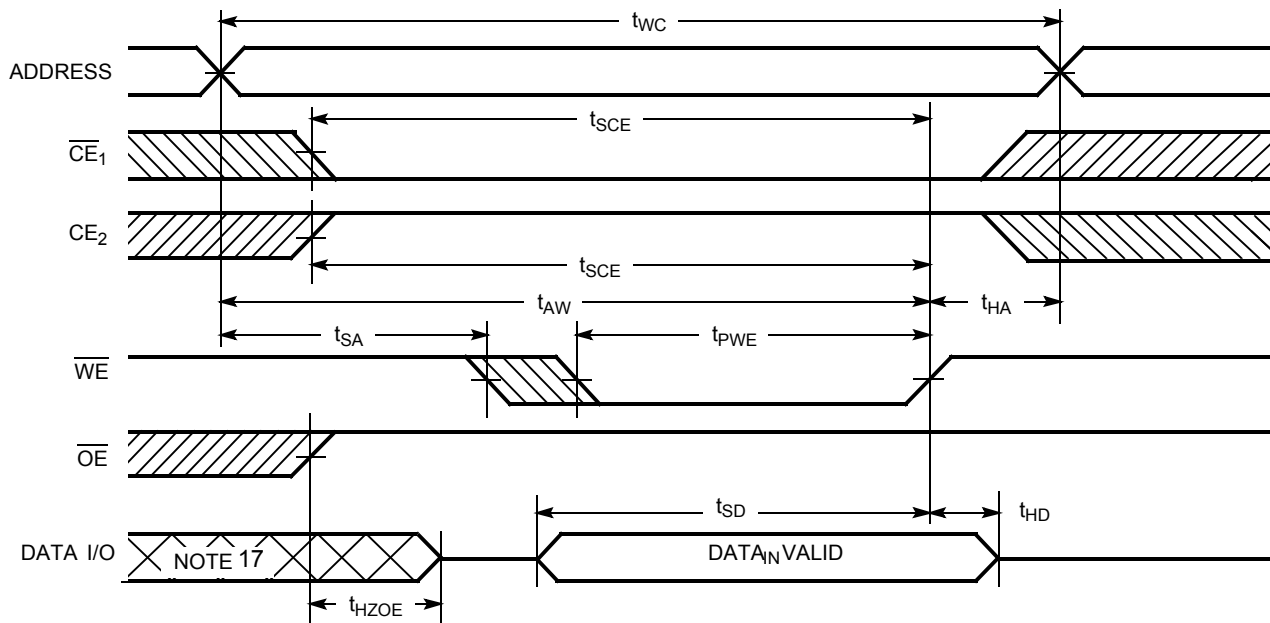 tWC
ADDRESS
tSCE
CE1
CE2
tSCE
tAW
tHA
tSA
tPWE
WE
OE
tSD
tHD
DATA I/O
NOTE 17
DATAIN VALID
tHZOE